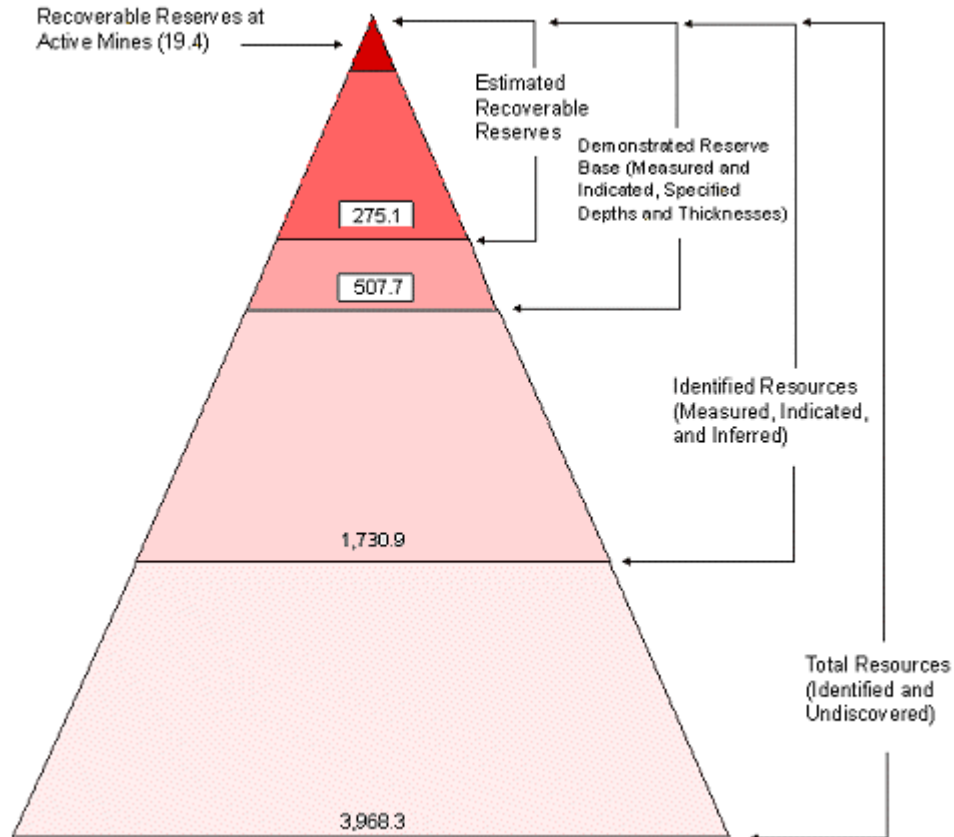 Recoverable Reserves at
Active Mines (19.4)
Estimated
Recoverable
Reserves
Demonstrated Reserve
Base (Measured and
Indicated, Specified
Depths and Thicknesses)
275.1
507.7
Identified Resources
(Measured, Indicated,
and Inferred)
1,730.9
Total Resources
(Identified and
Undiscovered)
3,968.3